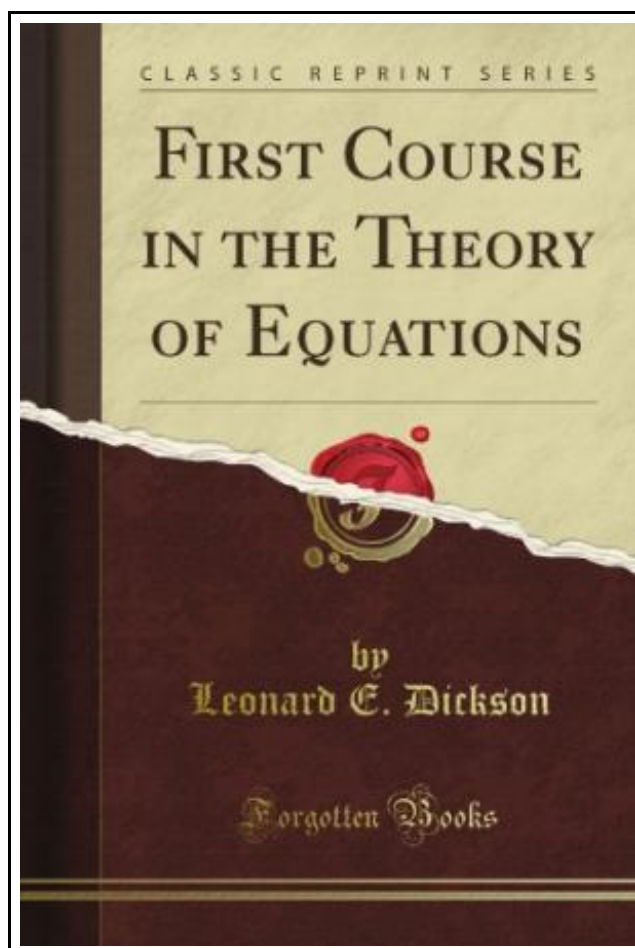 CLASSIC REPRINT SERIES
FIRST COURSE
IN THE THEORY
OF EQUATIONS
by
Leonard E. Dickson
Forgotten Books